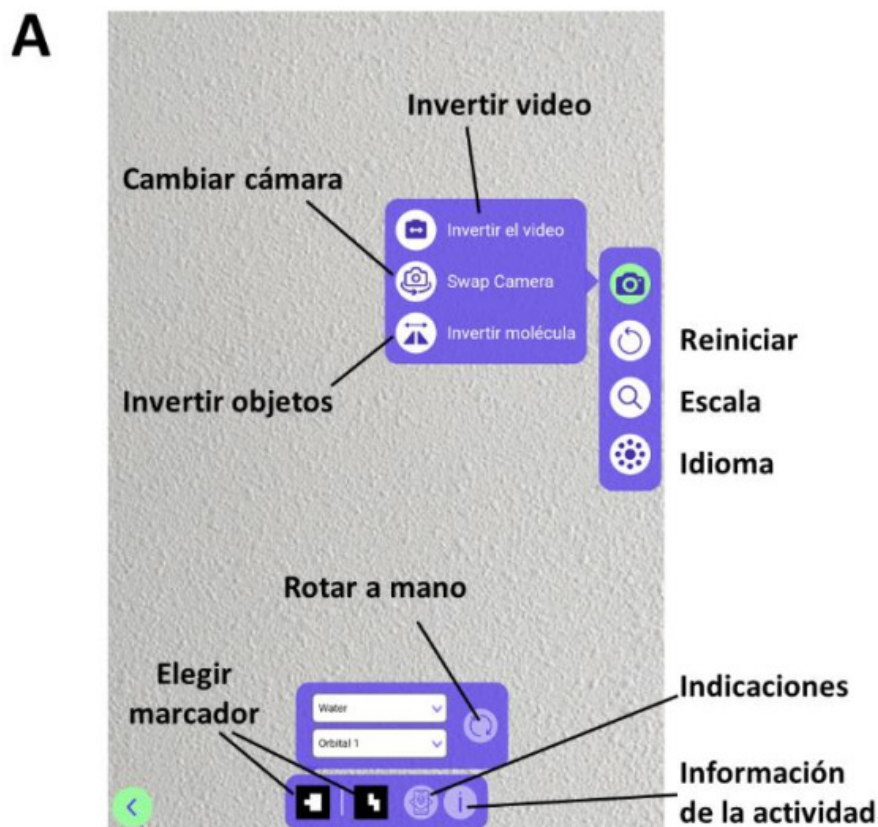 A
Invertir video
Cambiar cámara
Invertir el video
Swap Camera
Invertir molécula
Invertir objetos
Reiniciar
Escala
Idioma
Rotar a mano
Elegir
marcador
Water
Orbital 1
Indicaciones
Información
de la actividad